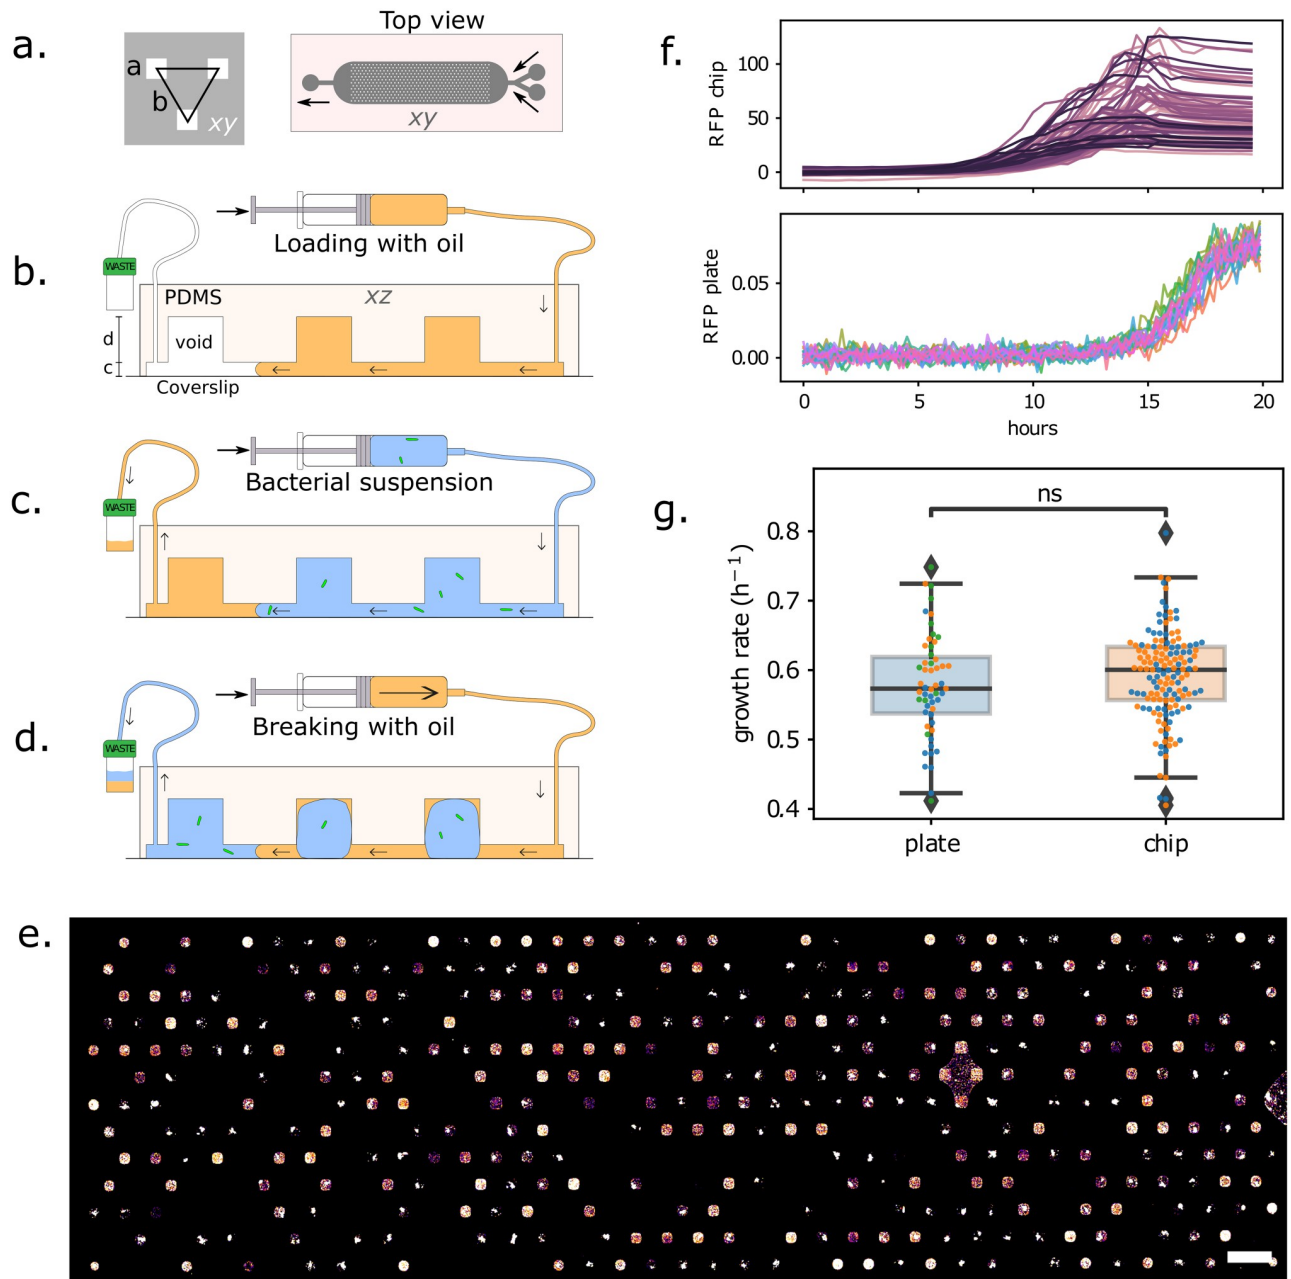 a.
a
b
xy
Top view
xy
b.
Loading with oil
WASTE
PDMS
xz
d
void
c
Coverslip
c.
Bacterial suspension
WASTE
d.
Breaking with oil
WASTE
e.
f.
RFP chip
100
50
0
RFP plate
0.05
0.00
0 5 10 15 20
hours
g.
ns
growth rate (h⁻¹)
0.8
0.7
0.6
0.5
0.4
plate chip